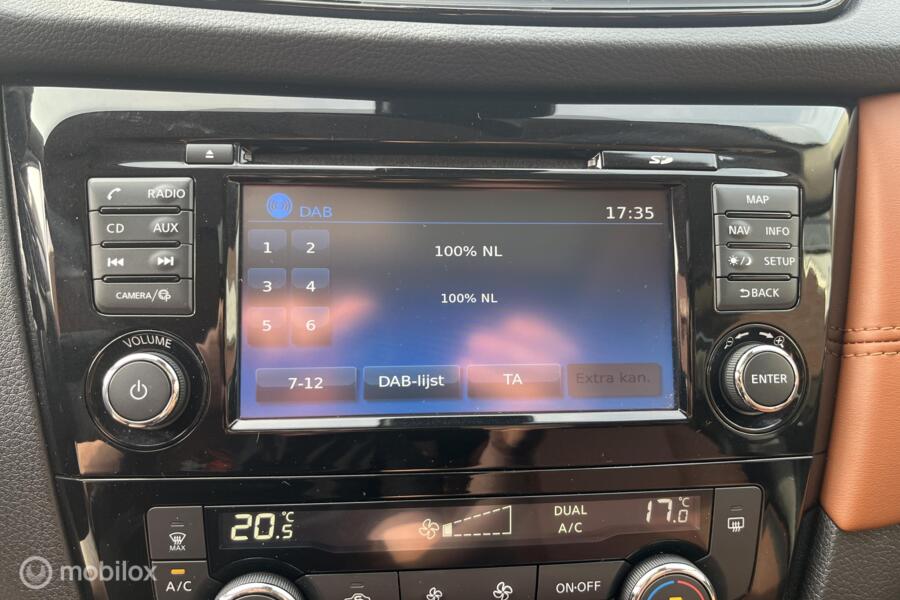 SD
RADIO
CD AUX
CAMERA/
VOLUME
DAB 17:35
1 2
3 4
5 6
100% NL
100% NL
7-12 DAB-lijst TA Extra kan.
MAP
NAV INFO
SETUP
BACK
ENTER
20.5 °C
DUAL
A/C
17.0 °C
MAX
A/C
ON·OFF
mobilox